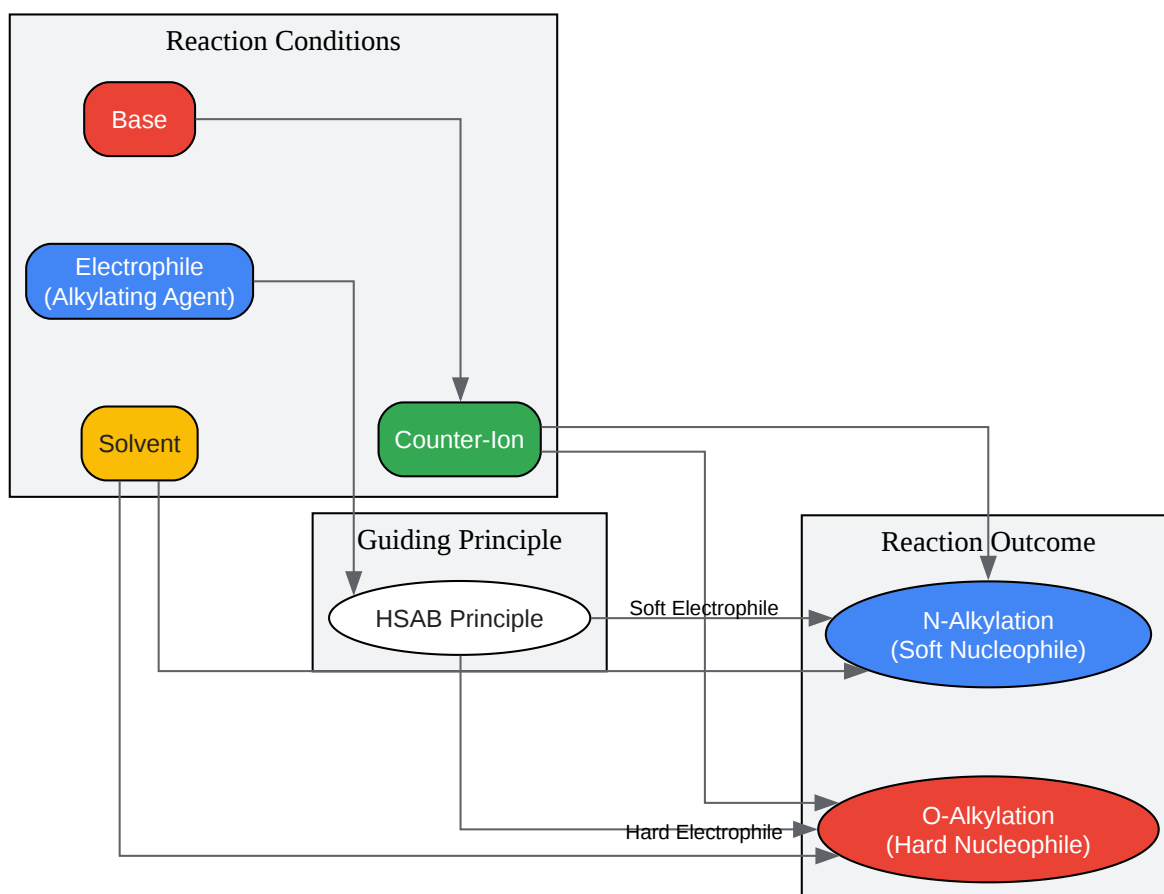 Reaction Conditions
Base
Electrophile
(Alkylating Agent)
Solvent
Counter-Ion
Guiding Principle
HSAB Principle
Soft Electrophile
Hard Electrophile
Reaction Outcome
N-Alkylation
(Soft Nucleophile)
O-Alkylation
(Hard Nucleophile)